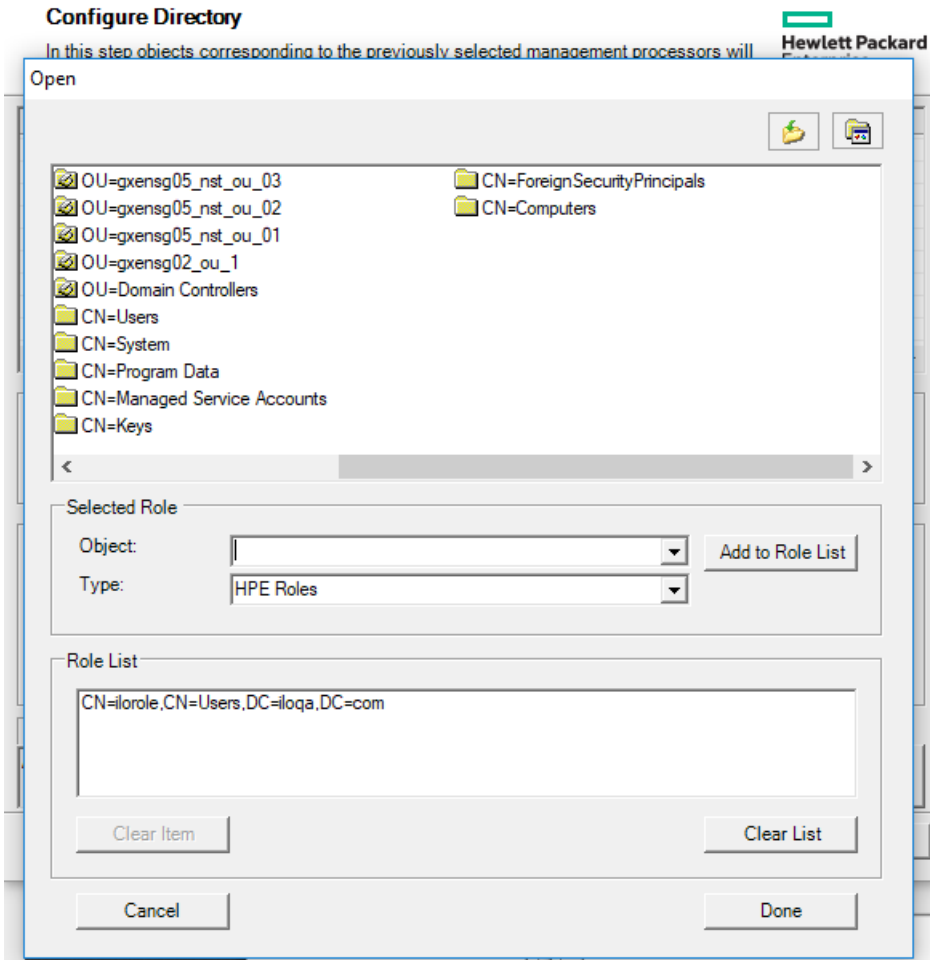 Configure Directory
In this step objects corresponding to the previously selected management processors will
Hewlett Packard
Enterprise
Open
OU=gxensg05_nst_ou_03
OU=gxensg05_nst_ou_02
OU=gxensg05_nst_ou_01
OU=gxensg02_ou_1
OU=Domain Controllers
CN=Users
CN=System
CN=Program Data
CN=Managed Service Accounts
CN=Keys
CN=ForeignSecurityPrincipals
CN=Computers
Selected Role
Object:
Add to Role List
Type:
HPE Roles
Role List
CN=ilorole,CN=Users,DC=iloqa,DC=com
Clear Item
Clear List
Cancel
Done